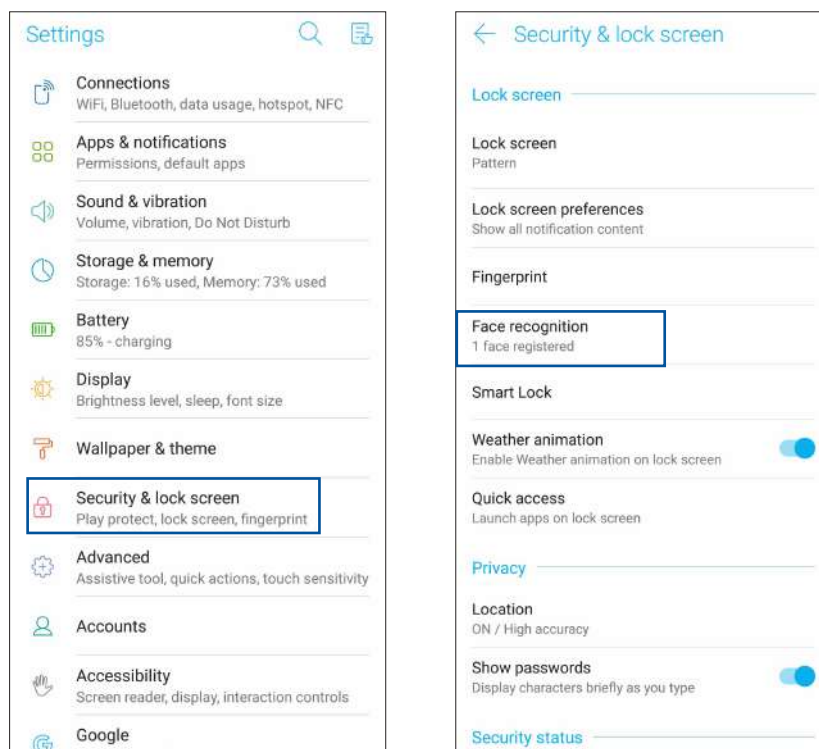 Settings
Connections
WiFi, Bluetooth, data usage, hotspot, NFC
Apps & notifications
Permissions, default apps
Sound & vibration
Volume, vibration, Do Not Disturb
Storage & memory
Storage: 16% used, Memory: 73% used
Battery
85% - charging
Display
Brightness level, sleep, font size
Wallpaper & theme
Security & lock screen
Play protect, lock screen, fingerprint
Advanced
Assistive tool, quick actions, touch sensitivity
Accounts
Accessibility
Screen reader, display, interaction controls
Google
Security & lock screen
Lock screen
Lock screen
Pattern
Lock screen preferences
Show all notification content
Fingerprint
Face recognition
1 face registered
Smart Lock
Weather animation
Enable Weather animation on lock screen
Quick access
Launch apps on lock screen
Privacy
Location
ON / High accuracy
Show passwords
Display characters briefly as you type
Security status